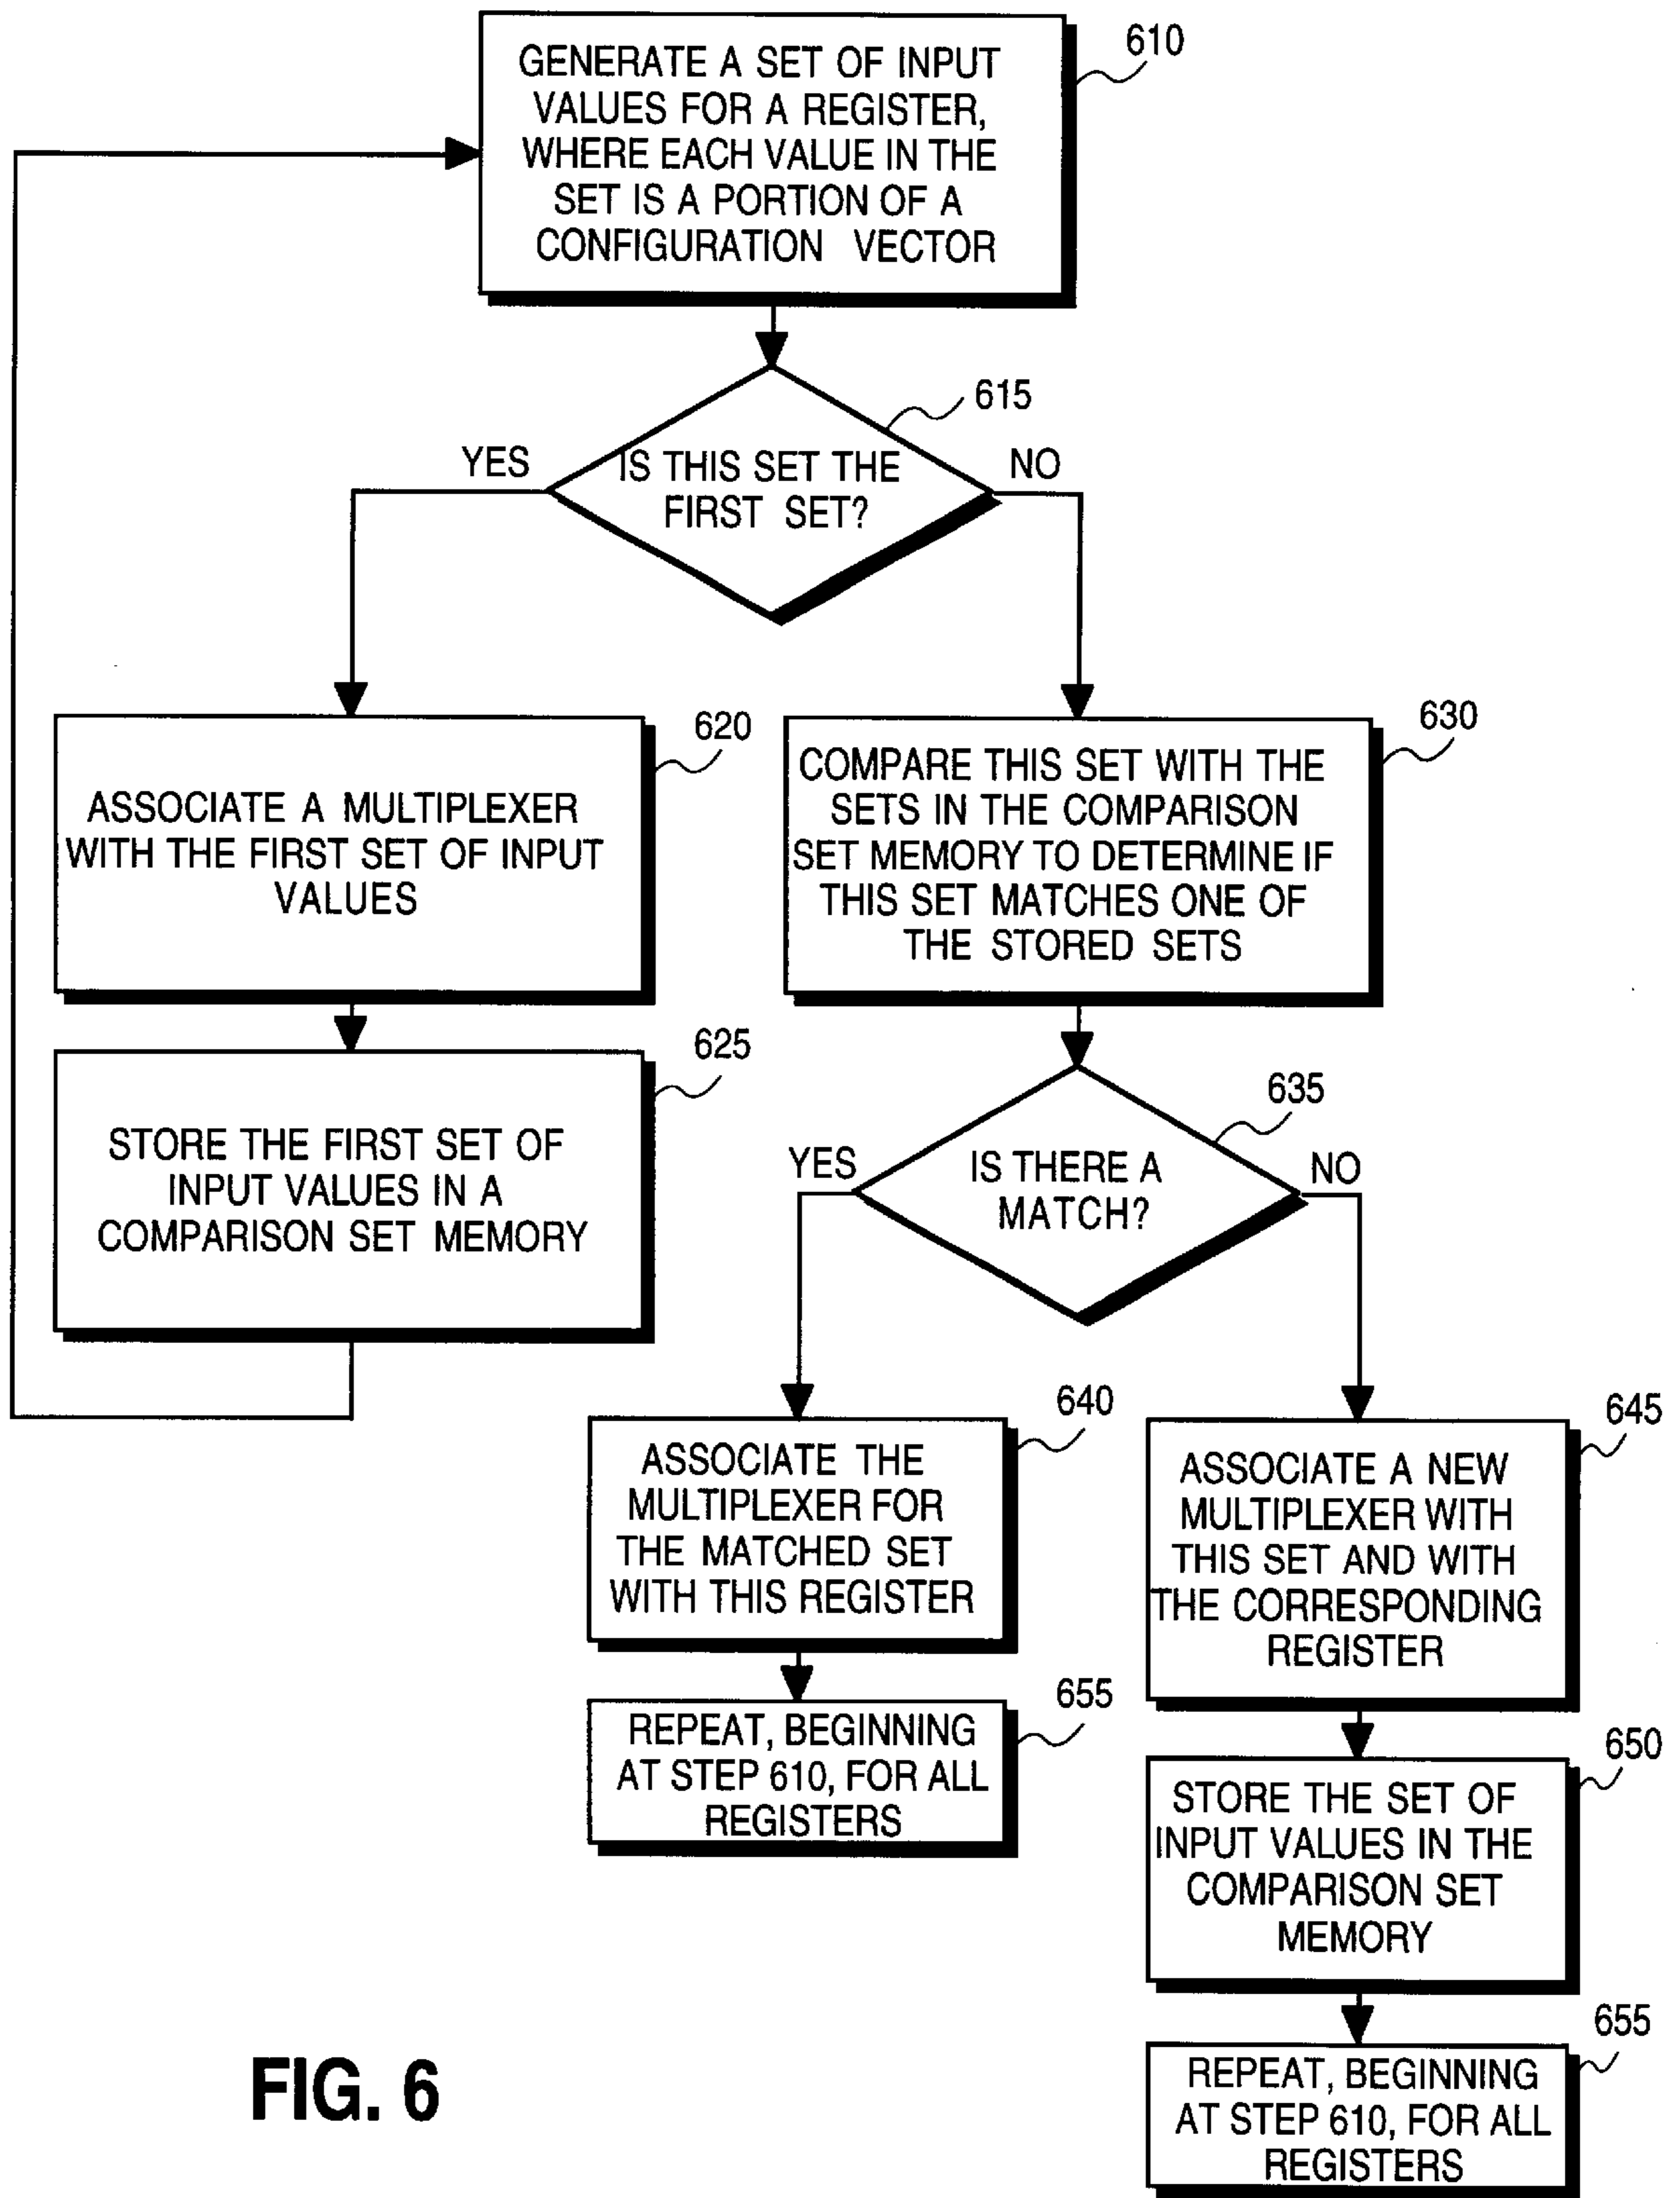 GENERATE A SET OF INPUT
VALUES FOR A REGISTER,
WHERE EACH VALUE IN THE
SET IS A PORTION OF A
CONFIGURATION VECTOR
610
IS THIS SET THE
FIRST SET?
615
YES
NO
ASSOCIATE A MULTIPLEXER
WITH THE FIRST SET OF INPUT
VALUES
620
COMPARE THIS SET WITH THE
SETS IN THE COMPARISON
SET MEMORY TO DETERMINE IF
THIS SET MATCHES ONE OF
THE STORED SETS
630
STORE THE FIRST SET OF
INPUT VALUES IN A
COMPARISON SET MEMORY
625
IS THERE A
MATCH?
635
YES
NO
ASSOCIATE THE
MULTIPLEXER FOR
THE MATCHED SET
WITH THIS REGISTER
640
ASSOCIATE A NEW
MULTIPLEXER WITH
THIS SET AND WITH
THE CORRESPONDING
REGISTER
645
REPEAT, BEGINNING
AT STEP 610, FOR ALL
REGISTERS
655
STORE THE SET OF
INPUT VALUES IN THE
COMPARISON SET
MEMORY
650
REPEAT, BEGINNING
AT STEP 610, FOR ALL
REGISTERS
655
FIG. 6